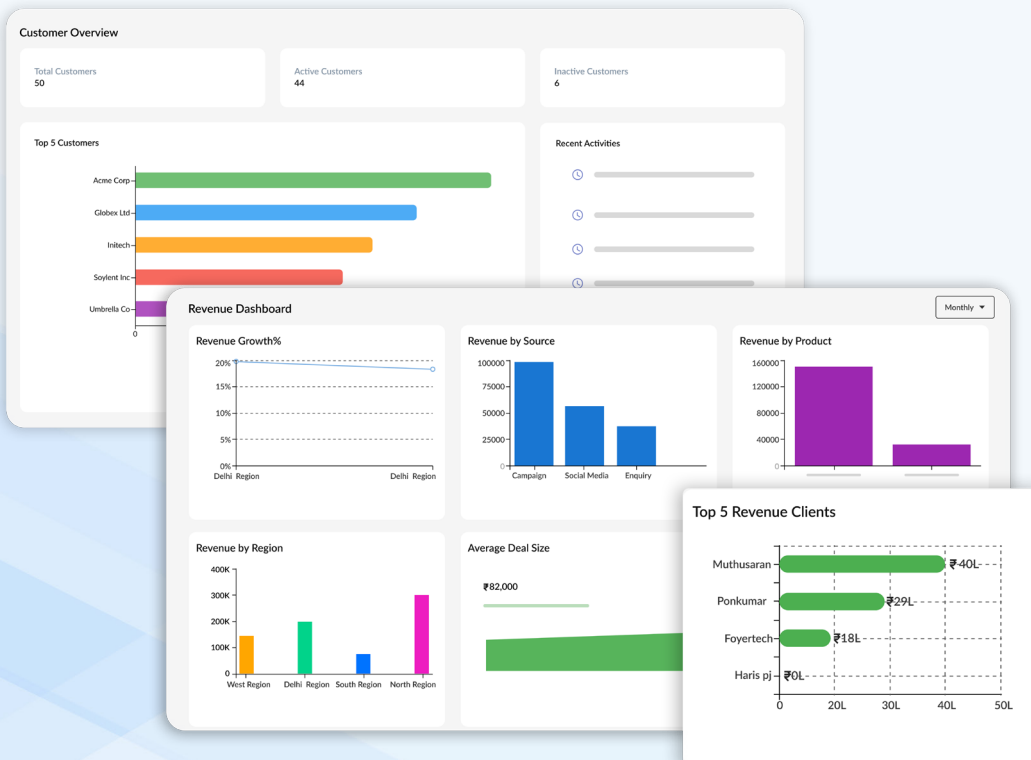 Customer Overview
Total Customers
50
Active Customers
44
Inactive Customers
6
Top 5 Customers
Acme Corp
Globex Ltd
Initech
Soylent Inc
Umbrella Co
0
Recent Activities
Revenue Dashboard
Monthly
Revenue Growth%
20%
15%
10%
5%
0%
Delhi Region
Delhi Region
Revenue by Source
100000
75000
50000
25000
0
Campaign
Social Media
Enquiry
Revenue by Product
160000
120000
80000
40000
0
Revenue by Region
400K
300K
200K
100K
0
West Region
Delhi Region
South Region
North Region
Average Deal Size
₹82,000
Top 5 Revenue Clients
Muthusaran
₹40L
Ponkumar
₹29L
Foyertech
₹18L
Haris pj
₹0L
0
20L
30L
40L
50L